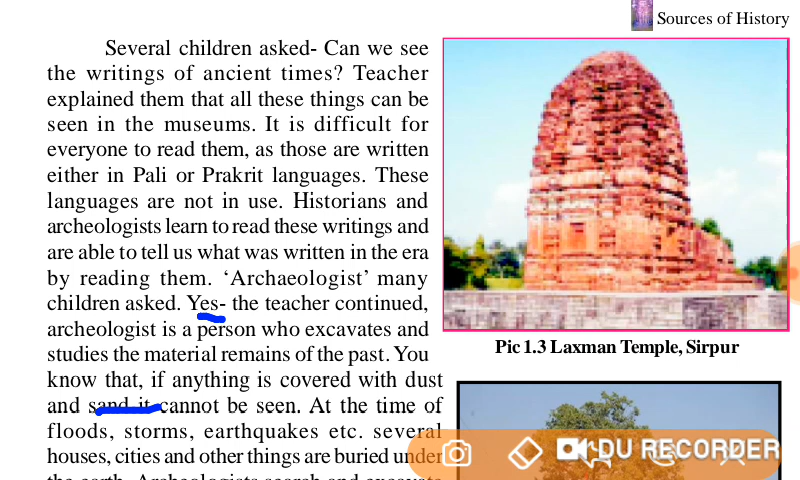 Sources of History
Several children asked- Can we see
the writings of ancient times? Teacher
explained them that all these things can be
seen in the museums. It is difficult for
everyone to read them, as those are written
either in Pali or Prakrit languages. These
languages are not in use. Historians and
archeologists learn to read these writings and
are able to tell us what was written in the era
by reading them. ‘Archaeologist’ many
children asked. Yes- the teacher continued,
archeologist is a person who excavates and
studies the material remains of the past. You
know that, if anything is covered with dust
and sand it cannot be seen. At the time of
floods, storms, earthquakes etc. several
houses, cities and other things are buried under
the earth. Archeologists search and excavate
Pic 1.3 Laxman Temple, Sirpur
DU RECORDER